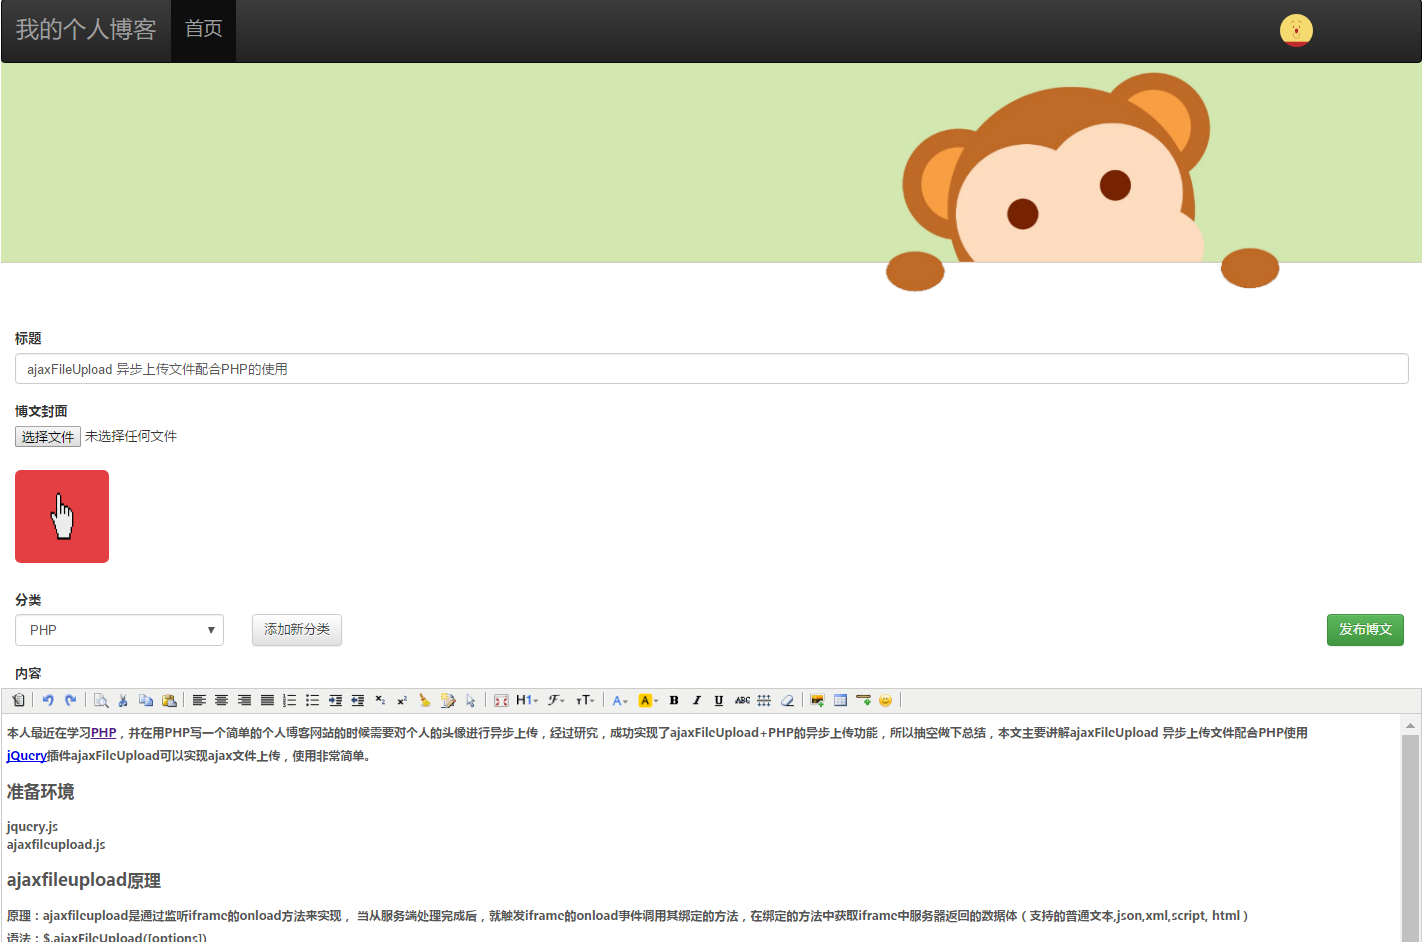 我的个人博客 首页
标题
ajaxFileUpload 异步上传文件配合PHP的使用
博文封面
选择文件 未选择任何文件
分类
PHP ▼ 添加新分类 发布博文
内容
H1 F тT A A B I U ABC
本人最近在学习PHP，并在用PHP写一个简单的个人博客网站的时候需要对个人的头像进行异步上传，经过研究，成功实现了ajaxFileUpload+PHP的异步上传功能，所以抽空做下总结，本文主要讲解ajaxFileUpload 异步上传文件配合PHP使用
jQuery插件ajaxFileUpload可以实现ajax文件上传，使用非常简单。
准备环境
jquery.js
ajaxfileupload.js
ajaxfileupload原理
原理：ajaxfileupload是通过监听iframe的onload方法来实现， 当从服务端处理完成后，就触发iframe的onload事件调用其绑定的方法，在绑定的方法中获取iframe中服务器返回的数据体（支持的普通文本,json,xml,script, html）
语法：$.ajaxFileUpload([options])